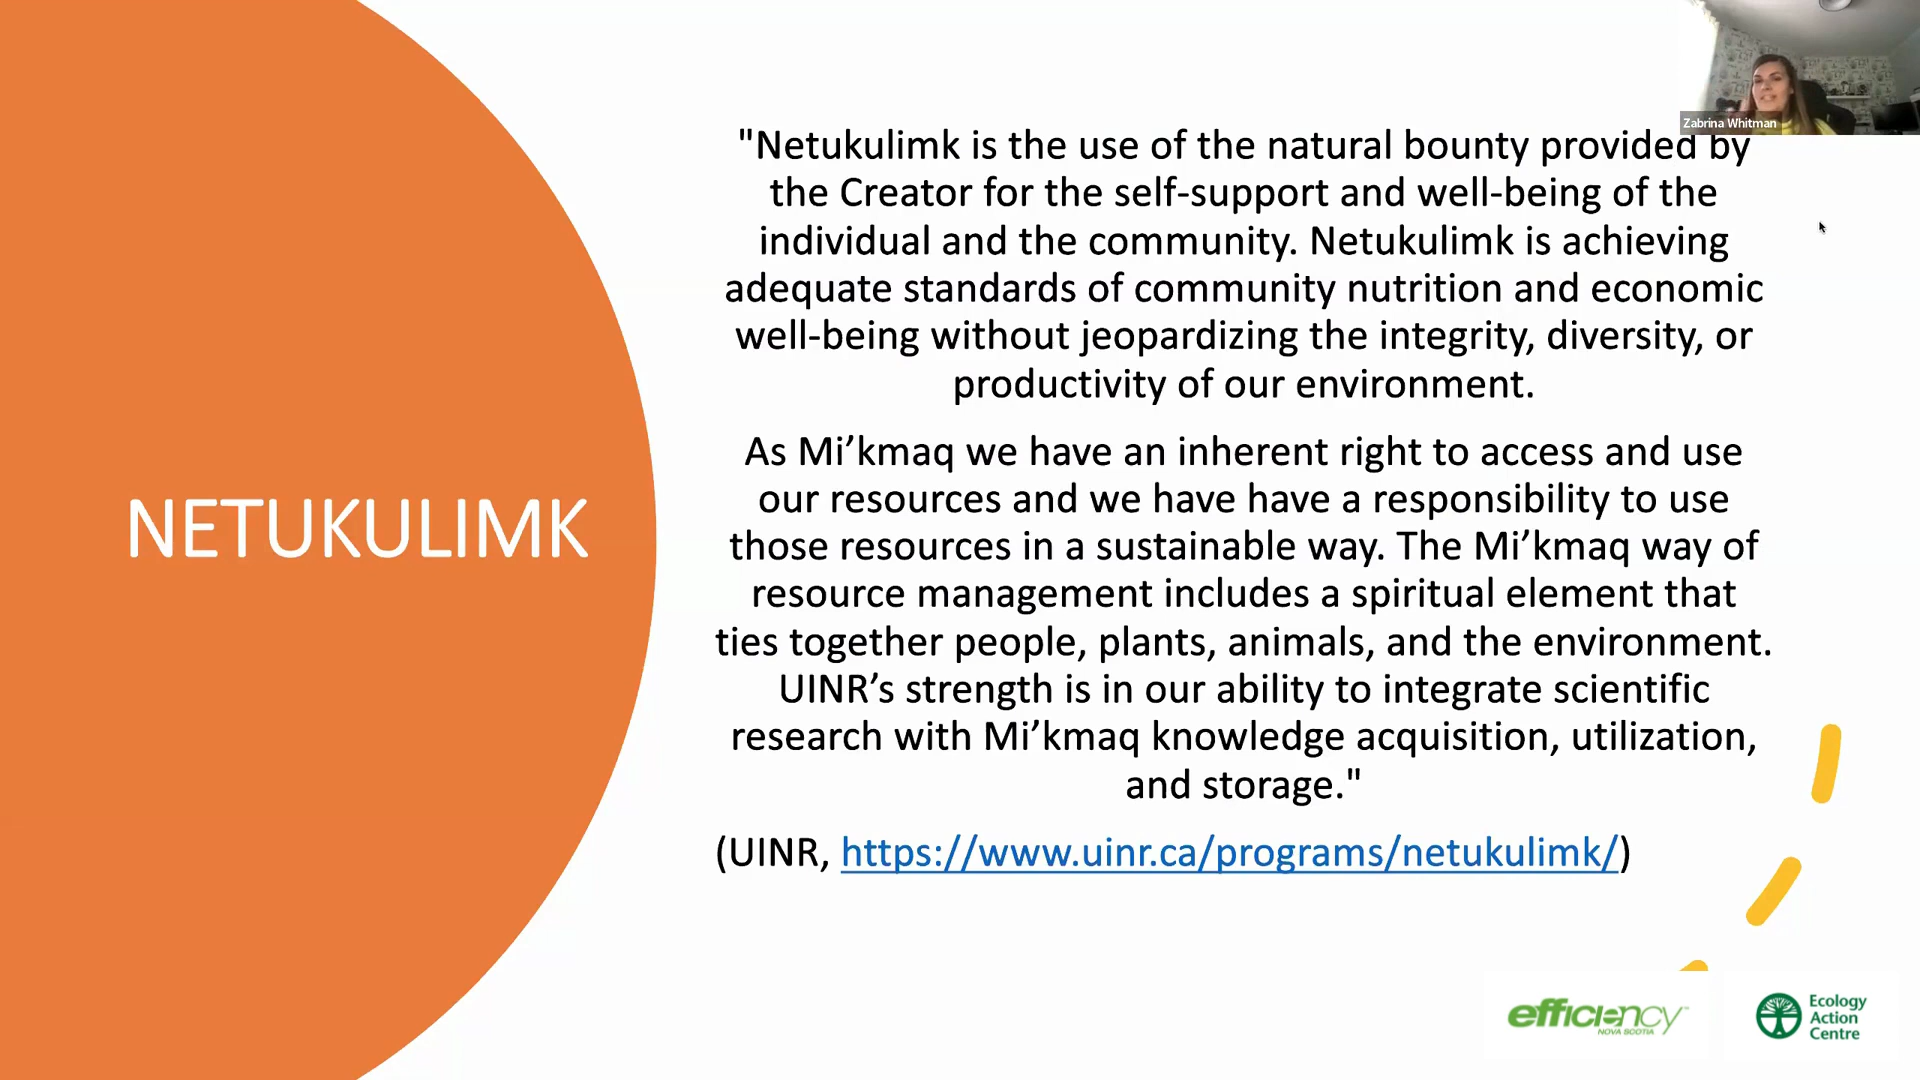 Zabrina Whitman
"Netukulimk is the use of the natural bounty provided by
the Creator for the self-support and well-being of the
individual and the community. Netukulimk is achieving
adequate standards of community nutrition and economic
well-being without jeopardizing the integrity, diversity, or
productivity of our environment.
As Mi’kmaq we have an inherent right to access and use
our resources and we have have a responsibility to use
those resources in a sustainable way. The Mi’kmaq way of
resource management includes a spiritual element that
ties together people, plants, animals, and the environment.
UINR’s strength is in our ability to integrate scientific
research with Mi’kmaq knowledge acquisition, utilization,
and storage."
(UINR, https://www.uinr.ca/programs/netukulimk/)
NETUKULIMK
efficiency
NOVA SCOTIA
Ecology
Action
Centre